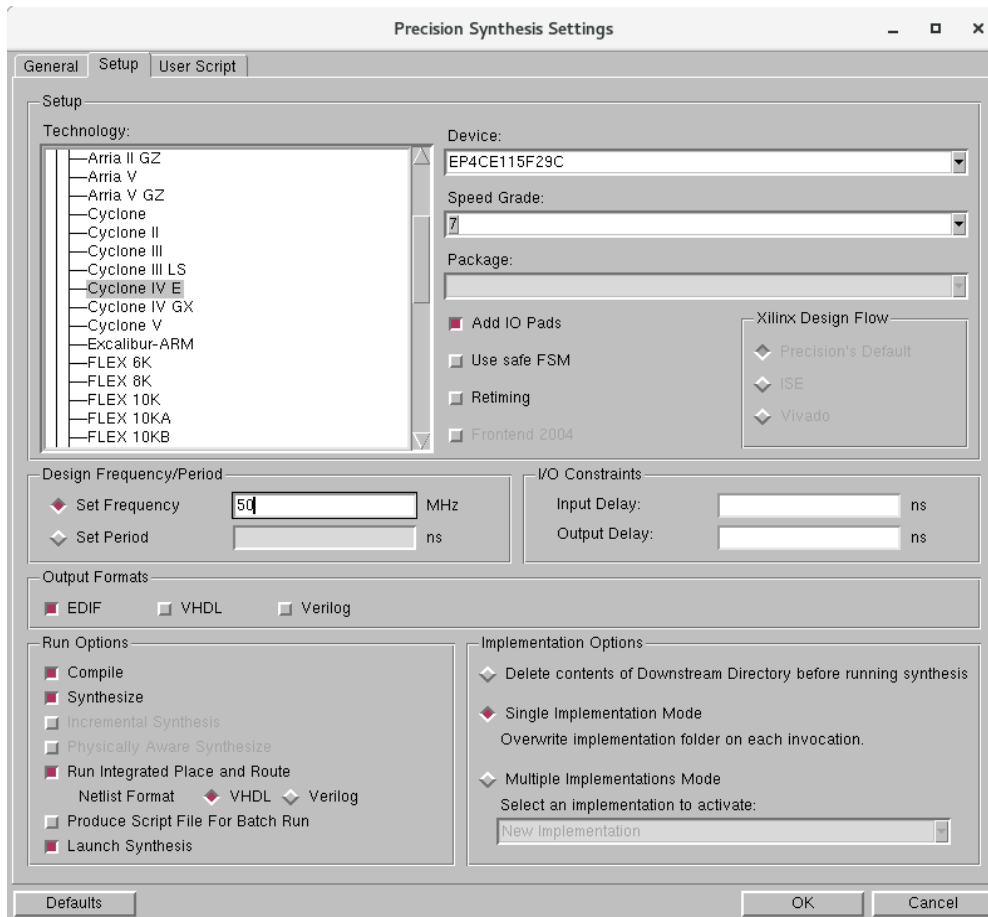 Precision Synthesis Settings
General Setup User Script
Setup
Technology:
Arria II GZ
Arria V
Arria V GZ
Cyclone
Cyclone II
Cyclone III
Cyclone III LS
Cyclone IV E
Cyclone IV GX
Cyclone V
Excalibur-ARM
FLEX 6K
FLEX 8K
FLEX 10K
FLEX 10KA
FLEX 10KB
Device:
EP4CE115F29C
Speed Grade:
7
Package:
Add IO Pads
Use safe FSM
Retiming
Frontend 2004
Xilinx Design Flow
Precision's Default
ISE
Vivado
Design Frequency/Period
Set Frequency 50 MHz
Set Period ns
I/O Constraints
Input Delay: ns
Output Delay: ns
Output Formats
EDIF VHDL Verilog
Run Options
Compile
Synthesize
Incremental Synthesis
Physically Aware Synthesize
Run Integrated Place and Route
Netlist Format VHDL Verilog
Produce Script File For Batch Run
Launch Synthesis
Implementation Options
Delete contents of Downstream Directory before running synthesis
Single Implementation Mode
Overwrite implementation folder on each invocation.
Multiple Implementations Mode
Select an implementation to activate:
New Implementation
Defaults OK Cancel